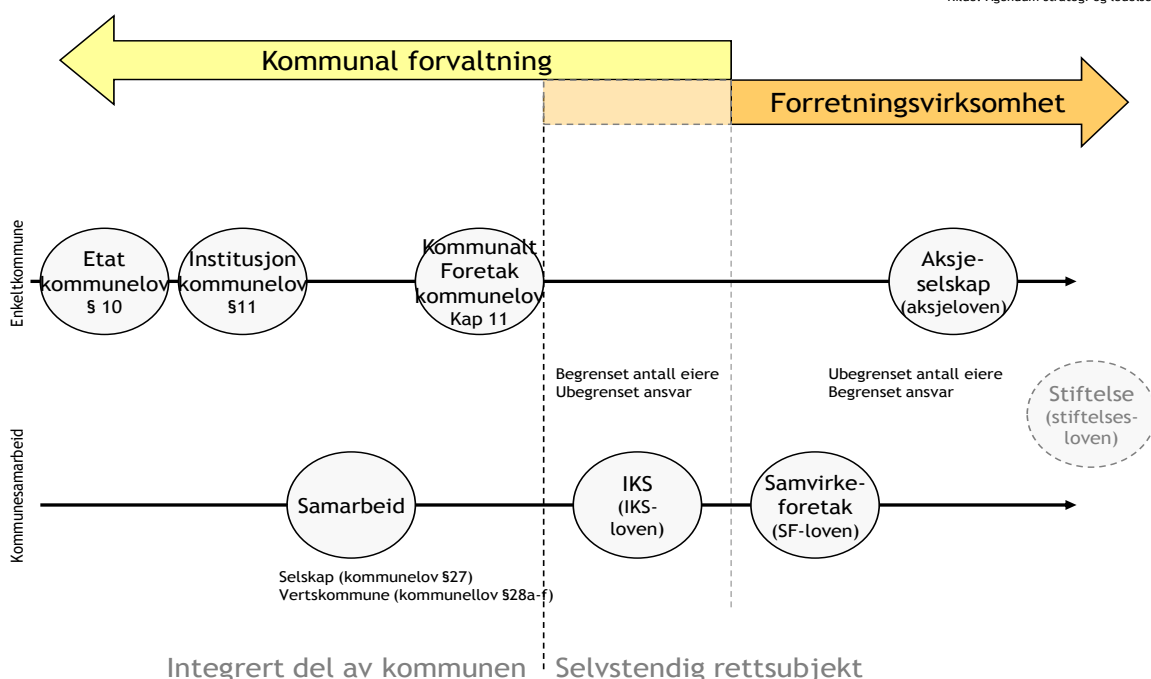 Kommunal forvaltning
Forretningsvirksomhet
Enkeltkommune
Etat
kommunelov
§ 10
Institusjon
kommunelov
§11
Kommunalt
Foretak
kommunelov
Kap 11
Aksje-
selskap
(aksjeloven)
Begrenset antall eiere
Ubegrenset ansvar
Ubegrenset antall eiere
Begrenset ansvar
Stiftelse
(stiftelses-
loven)
Kommunesamarbeid
Samarbeid
IKS
(IKS-
loven)
Samvirke-
foretak
(SF-loven)
Selskap (kommunelov §27)
Vertskommune (kommunellov §28a-f)
Integrert del av kommunen
Selvstendig rettsubjekt